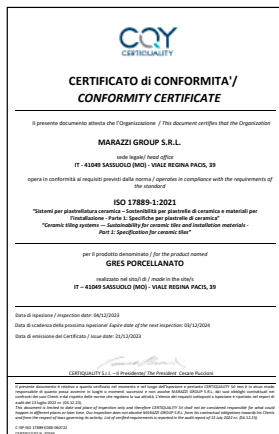 CQY
CERTIQUALITY
CERTIFICATO di CONFORMITA'/
CONFORMITY CERTIFICATE
Il presente documento attesta che l'Organizzazione / This document certifies that the Organization
MARAZZI GROUP S.R.L.
sede legale/ head office
IT - 41049 SASSUOLO (MO) - VIALE REGINA PACIS, 39
opera in conformità ai requisiti previsti dalla norma / operates in compliance with the requirements of
the standard
ISO 17889-1:2021
"Sistemi per piastrellatura ceramica – Sostenibilità per piastrelle di ceramica e materiali per
l'installazione - Parte 1: Specifiche per piastrelle di ceramica"
"Ceramic tiling systems — Sustainability for ceramic tiles and installation materials -
Part 1: Specification for ceramic tiles"
per il prodotto denominato / for the product named
GRES PORCELLANATO
realizzato nel sito/i di / made in the site/s
IT – 41049 SASSUOLO (MO) - VIALE REGINA PACIS, 39
Data di ispezione / Inspection date: 04/12/2023
Data di scadenza della prossima ispezione/ Expire date of the next inspection: 03/12/2024
Data di emissione del Certificato / Issue date: 21/12/2023
CERTIQUALITY S.r.l. – Il Presidente/ The President Cesare Puccioni